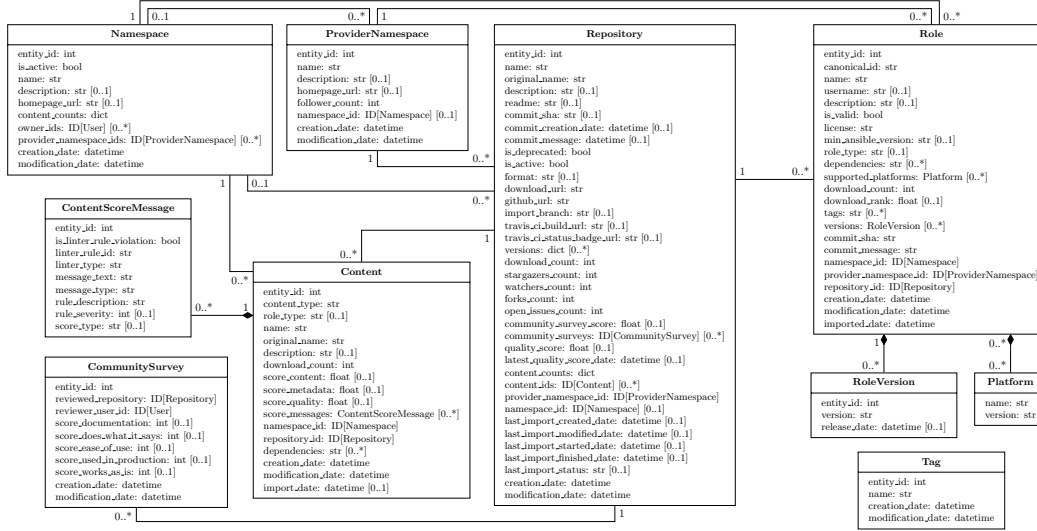 1
0..1
0..*
1
0..*
0..*
Namespace
entity_id: int
is_active: bool
name: str
description: str [0..1]
homepage_url: str [0..1]
content_counts: dict
owner_ids: ID[User] [0..*]
provider_namespace_ids: ID[ProviderNamespace] [0..*]
creation_date: datetime
modification_date: datetime
ProviderNamespace
entity_id: int
name: str
description: str [0..1]
homepage_url: str [0..1]
follower_count: int
namespace_id: ID[Namespace] [0..1]
creation_date: datetime
modification_date: datetime
1
0..*
1
0..1
0..*
Repository
entity_id: int
name: str
original_name: str
description: str [0..1]
readme: str [0..1]
commit_sha: str [0..1]
commit_creation_date: datetime [0..1]
commit_message: datetime [0..1]
is_deprecated: bool
is_active: bool
format: str [0..1]
download_url: str
github_url: str
import_branch: str [0..1]
travis_ci_build_url: str [0..1]
travis_ci_status_badge_url: str [0..1]
versions: dict [0..*]
download_count: int
stargazers_count: int
watchers_count: int
forks_count: int
open_issues_count: int
community_survey_score: float [0..1]
community_surveys: ID[CommunitySurvey] [0..*]
quality_score: float [0..1]
latest_quality_score_date: datetime [0..1]
content_counts: dict
content_ids: ID[Content] [0..*]
provider_namespace_id: ID[ProviderNamespace]
namespace_id: ID[Namespace] [0..1]
last_import_created_date: datetime [0..1]
last_import_modified_date: datetime [0..1]
last_import_started_date: datetime [0..1]
last_import_finished_date: datetime [0..1]
last_import_status: str [0..1]
creation_date: datetime
modification_date: datetime
1
0..*
Role
entity_id: int
canonical_id: str
name: str
username: str [0..1]
description: str [0..1]
is_valid: bool
license: str
min_ansible_version: str [0..1]
role_type: str [0..1]
dependencies: str [0..*]
supported_platforms: Platform [0..*]
download_count: int
download_rank: float [0..1]
tags: str [0..*]
versions: RoleVersion [0..*]
commit_sha: str
commit_message: str
namespace_id: ID[Namespace]
provider_namespace_id: ID[ProviderNamespace]
repository_id: ID[Repository]
creation_date: datetime
modification_date: datetime
imported_date: datetime
ContentScoreMessage
entity_id: int
is_linter_rule_violation: bool
linter_rule_id: str
linter_type: str
message_text: str
message_type: str
rule_description: str
rule_severity: int [0..1]
score_type: str [0..1]
0..*
1
0..*
0..*
1
Content
entity_id: int
content_type: str
role_type: str [0..1]
name: str
original_name: str
description: str [0..1]
download_count: int
score_content: float [0..1]
score_metadata: float [0..1]
score_quality: float [0..1]
score_messages: ContentScoreMessage [0..*]
namespace_id: ID[Namespace]
repository_id: ID[Repository]
dependencies: str [0..*]
creation_date: datetime
modification_date: datetime
import_date: datetime [0..1]
CommunitySurvey
entity_id: int
reviewed_repository: ID[Repository]
reviewer_user_id: ID[User]
score_documentation: int [0..1]
score_does_what_it_says: int [0..1]
score_ease_of_use: int [0..1]
score_used_in_production: int [0..1]
score_works_as_is: int [0..1]
creation_date: datetime
modification_date: datetime
0..*
1
1
0..*
0..*
0..*
RoleVersion
entity_id: int
version: str
release_date: datetime [0..1]
Platform
name: str
version: str
Tag
entity_id: int
name: str
creation_date: datetime
modification_date: datetime